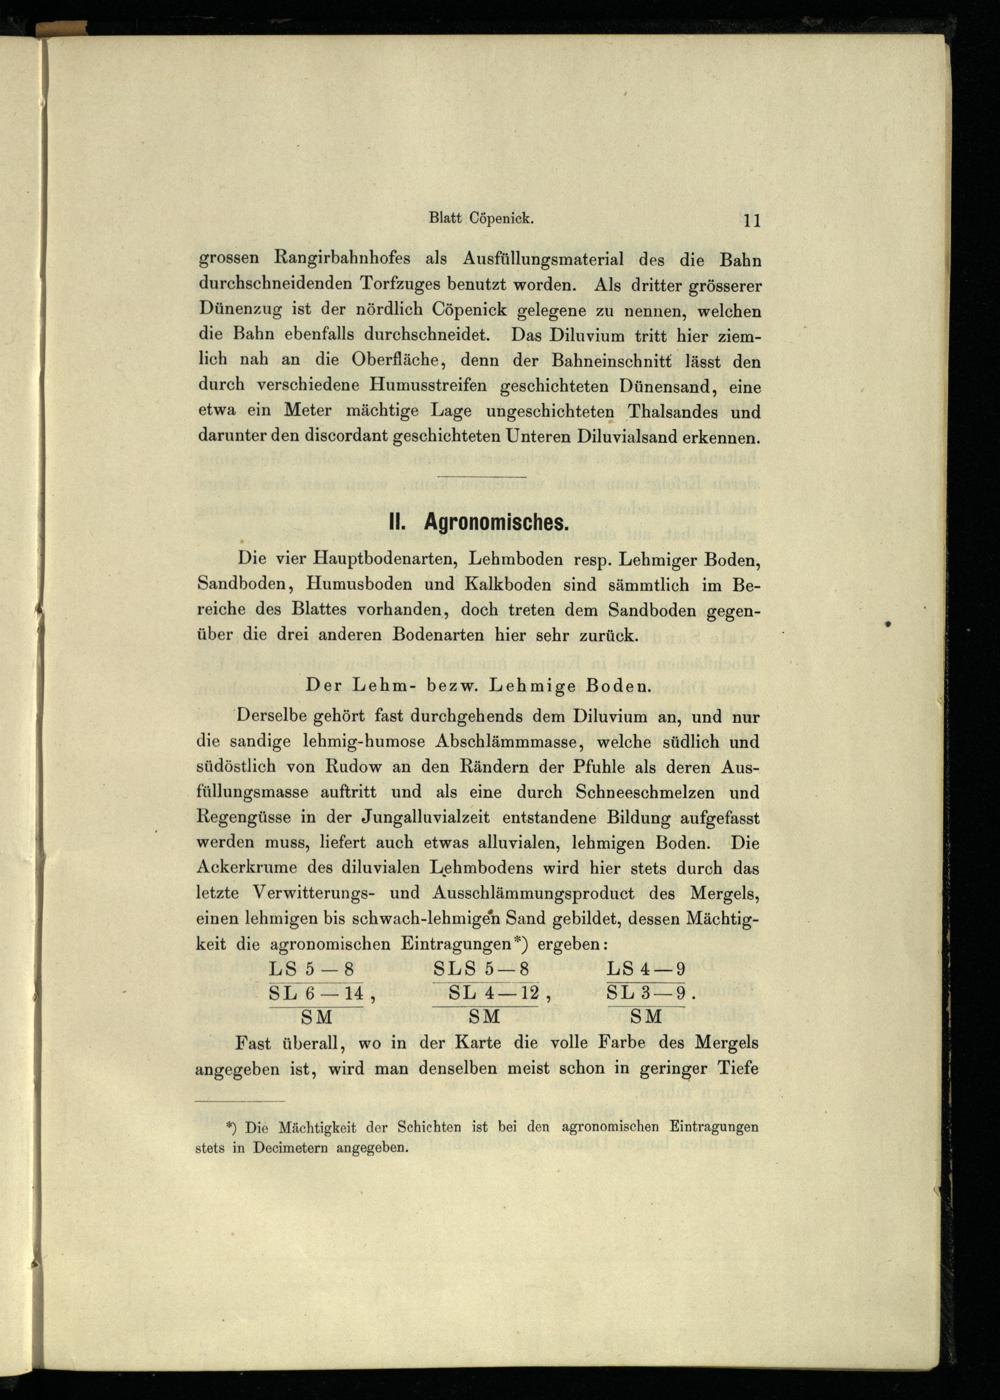 Blatt Cöpenick. 11
grossen Rangirbahnhofes als Ausfüllungsmaterial des die Bahn
durchschneidenden Torfzuges benutzt worden. Als dritter grösserer
Dünenzug ist der nördlich Cöpenick gelegene zu nennen, welchen
die Bahn ebenfalls durchschneidet. Das Diluvium tritt hier ziem-
lich nah an die Oberfläche, denn der Bahneinschnitt lässt den
durch verschiedene Humusstreifen geschichteten Dünensand, eine
etwa ein Meter mächtige Lage ungeschichteten Thalsandes und
darunter den discordant geschichteten Unteren Diluvialsand erkennen.
II. Agronomisches.
Die vier Hauptbodenarten, Lehmboden resp. Lehmiger Boden,
Sandboden, Humusboden und Kalkboden sind sämmtlich im Be-
reiche des Blattes vorhanden, doch treten dem Sandboden gegen-
über die drei anderen Bodenarten hier sehr zurück.
Der Lehm- bezw. Lehmige Boden.
Derselbe gehört fast durchgehends dem Diluvium an, und nur
die sandige lehmig-humose Abschlämmmasse, welche südlich und
südöstlich von Rudow an den Rändern der Pfuhle als deren Aus-
füllungsmasse auftritt und als eine durch Schneeschmelzen und
Regengüsse in der Jungalluvialzeit entstandene Bildung aufgefasst
werden muss, liefert auch etwas alluvialen, lehmigen Boden. Die
Ackerkrume des diluvialen Lehmbodens wird hier stets durch das
letzte Verwitterungs- und Ausschlämmungsproduct des Mergels,
einen lehmigen bis schwach-lehmigen Sand gebildet, dessen Mächtig-
keit die agronomischen Eintragungen*) ergeben:
LS 5 — 8 SLS 5 — 8 LS 4 — 9
SL 6 — 14 , SL 4 — 12 , SL 3 — 9 .
SM SM SM
Fast überall, wo in der Karte die volle Farbe des Mergels
angegeben ist, wird man denselben meist schon in geringer Tiefe
*) Die Mächtigkeit der Schichten ist bei den agronomischen Eintragungen
stets in Decimetern angegeben.